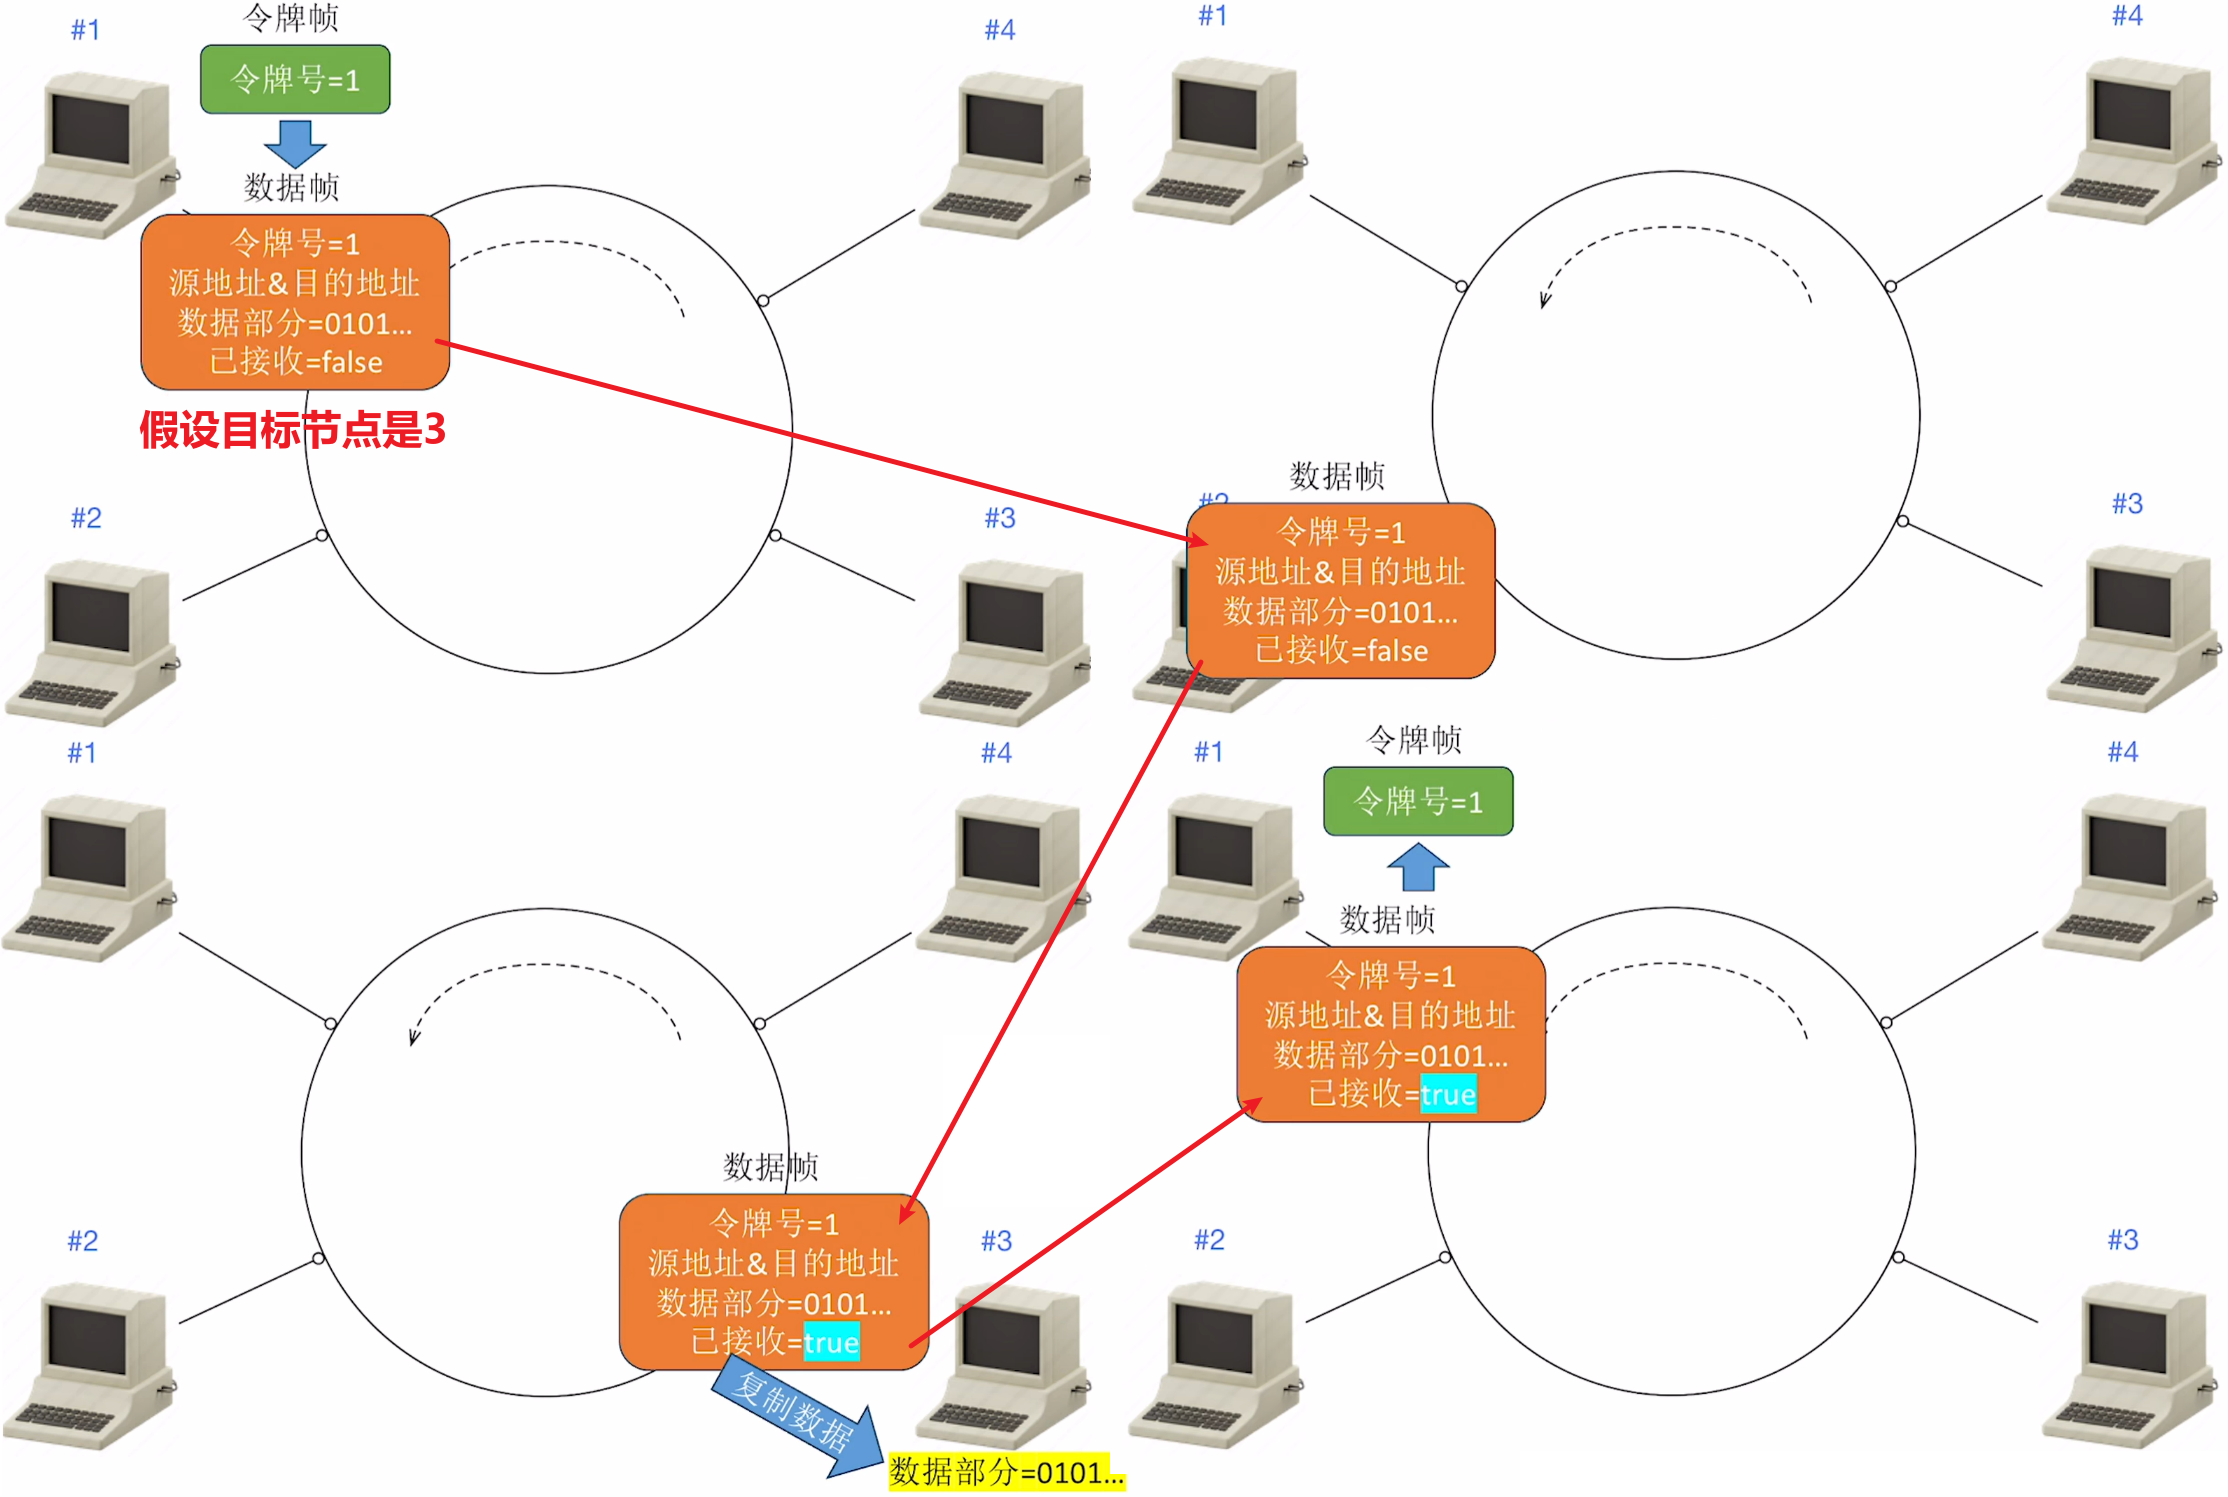 #1
令牌帧
令牌号=1
数据帧
令牌号=1
源地址&目的地址
数据部分=0101...
已接收=false
假设目标节点是3
#4
#2
#3
#1
#4
#2
#3
数据帧
令牌号=1
源地址&目的地址
数据部分=0101...
已接收=false
#1
#4
#2
#3
数据帧
令牌号=1
源地址&目的地址
数据部分=0101...
已接收=true
复制数据
数据部分=0101...
#1
令牌帧
令牌号=1
数据帧
令牌号=1
源地址&目的地址
数据部分=0101...
已接收=true
#4
#2
#3